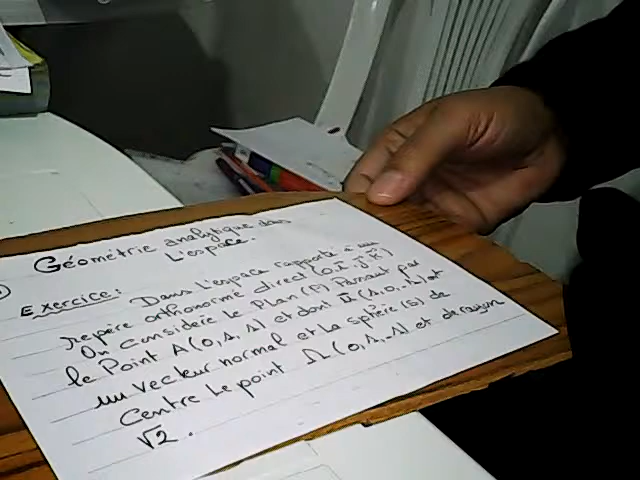 Géométrie analytique dans
L'espace.
Exercice:
Dans l'espace rapporté à un
repère orthonormé direct (O,i,j,k)
On considère le plan (P) Passant par
le Point A(0,1,1) et dont u(1,0,-1) et
un vecteur normal et la sphère (S) de
Centre le point Ω(0,1,-1) et de rayon
√2.